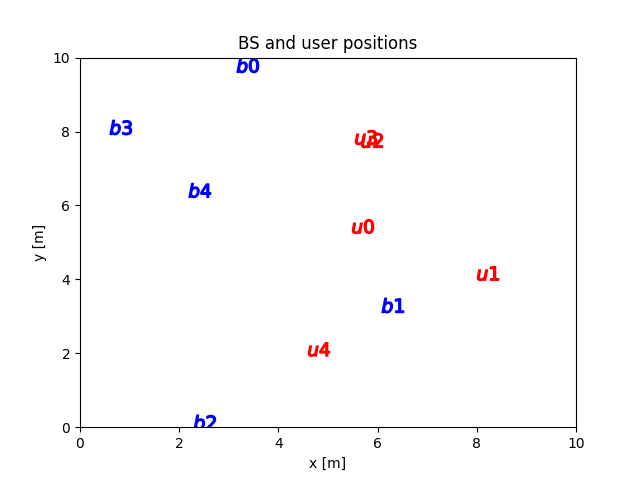 BS and user positions
10
b0
b3
8
u3
u2
b4
6
u0
y [m]
u1
4
b1
2
u4
b2
0
0 2 4 6 8 10
x [m]